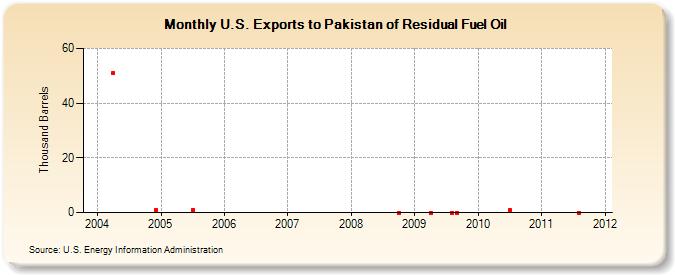 Monthly U.S. Exports to Pakistan of Residual Fuel Oil
Thousand Barrels
60
40
20
0
2004 2005 2006 2007 2008 2009 2010 2011 2012
Source: U.S. Energy Information Administration